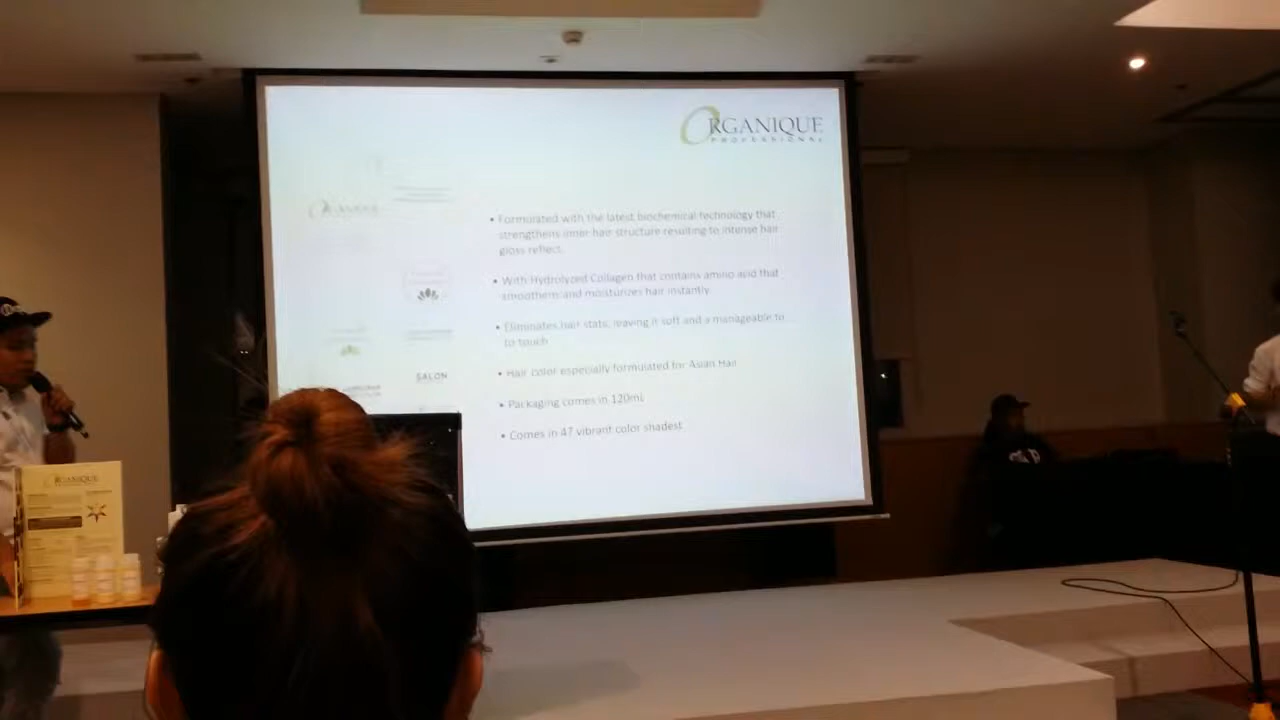 ORGANIQUE
PROFESSIONAL
• Formulated with the latest biochemical technology that
strengthens inner hair structure resulting to intense hair
gloss reflect.
• With Hydrolyzed Collagen that contains amino acid that
smoothens and moisturizes hair instantly
• Eliminates hair stats, leaving it soft and a manageable to
to touch
• Hair color especially formulated for Asian Hair
• Packaging comes in 120mL
• Comes in 47 vibrant color shadest
SALON
ORGANIQUE